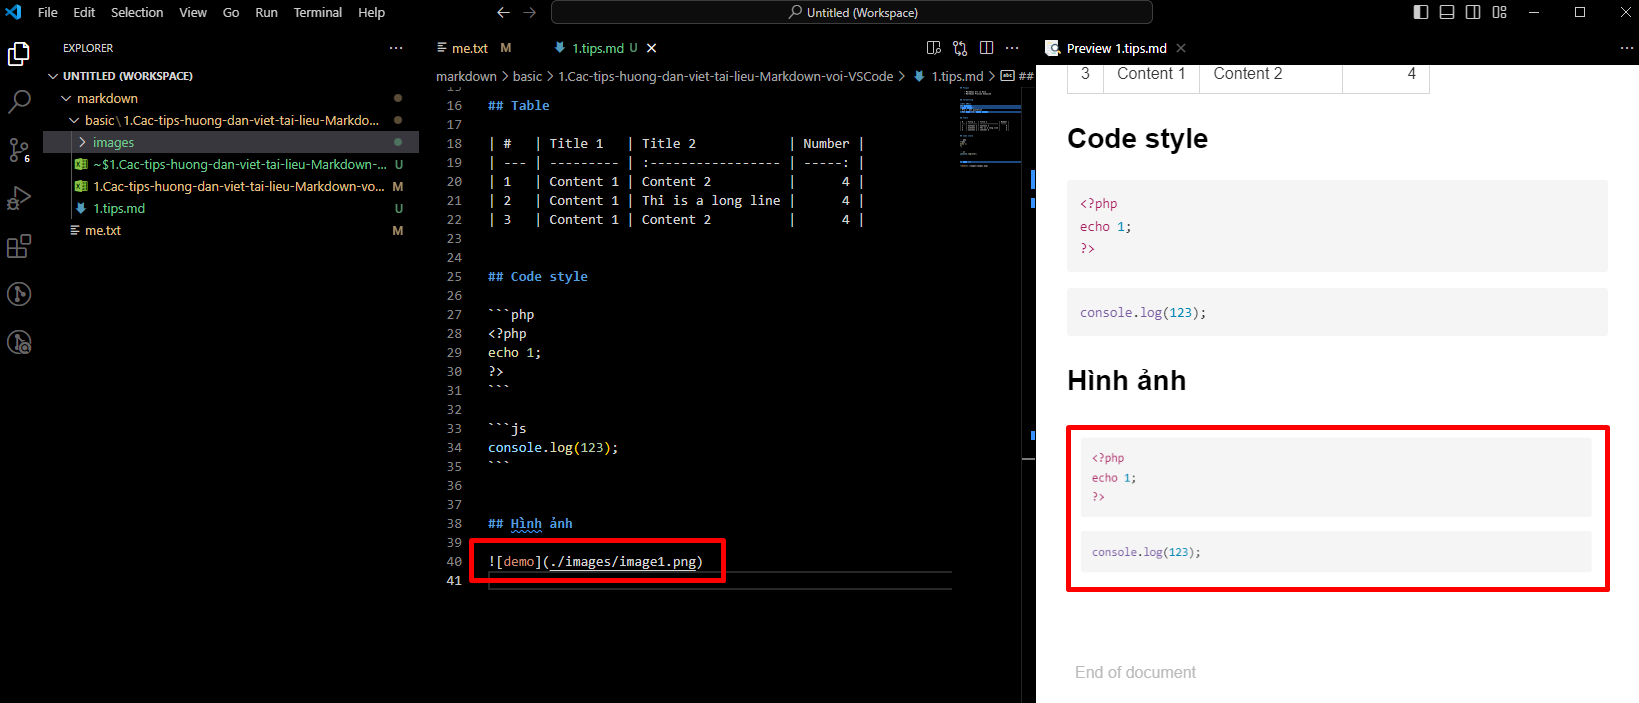 File Edit Selection View Go Run Terminal Help
Untitled (Workspace)
EXPLORER
UNTITLED (WORKSPACE)
markdown
basic\1.Cac-tips-huong-dan-viet-tai-lieu-Markdo...
images
~$1.Cac-tips-huong-dan-viet-tai-lieu-Markdown-... U
1.Cac-tips-huong-dan-viet-tai-lieu-Markdown-vo... M
1.tips.md U
me.txt M
6
me.txt M 1.tips.md U
markdown > basic > 1.Cac-tips-huong-dan-viet-tai-lieu-Markdown-voi-VSCode > 1.tips.md > ##
15
16 ## Table
17
18 | # | Title 1 | Title 2 | Number |
19 | --- | --------- | :----------------- | -----: |
20 | 1 | Content 1 | Content 2 | 4 |
21 | 2 | Content 1 | Thi is a long line | 4 |
22 | 3 | Content 1 | Content 2 | 4 |
23
24
25 ## Code style
26
27 ```php
28 <?php
29 echo 1;
30 ?>
31 ```
32
33 ```js
34 console.log(123);
35 ```
36
37
38 ## Hình ảnh
39
40 ![demo](./images/image1.png)
41
Preview 1.tips.md
3 Content 1 Content 2 4
Code style
<?php
echo 1;
?>
console.log(123);
Hình ảnh
<?php
echo 1;
?>
console.log(123);
End of document